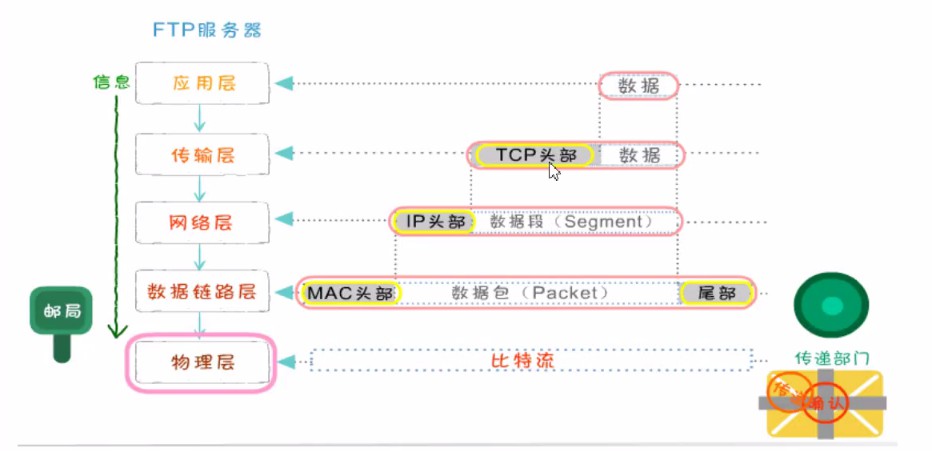 FTP服务器
信息
应用层
数据
传输层
TCP头部
数据
网络层
IP头部
数据段（Segment）
数据链路层
MAC头部
数据包（Packet）
尾部
邮局
物理层
比特流
传递部门
确认